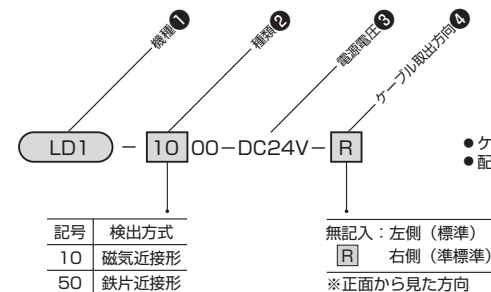 機種❶
種類❷
電源電圧❸
ケーブル取出方向❹
LD1 − 10 00−DC24V− R
●ケ
●配
記号 検出方式
10 磁気近接形
50 鉄片近接形
無記入：左側（標準）
R 右側（準標準）
※正面から見た方向